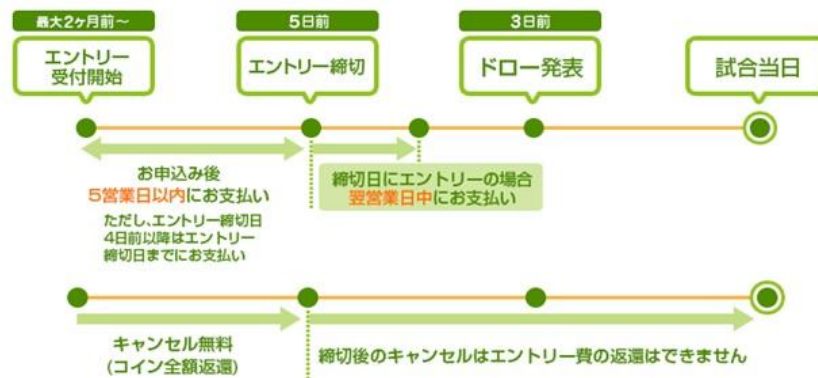 最大2ヶ月前～
5日前
3日前
エントリー
受付開始
エントリー締切
ドロー発表
試合当日
お申込み後
5営業日以内にお支払い
ただし、エントリー締切日
4日前以降はエントリー
締切日までにお支払い
締切日にエントリーの場合
翌営業日中にお支払い
キャンセル無料
(コイン全額返還)
締切後のキャンセルはエントリー費の返還はできません